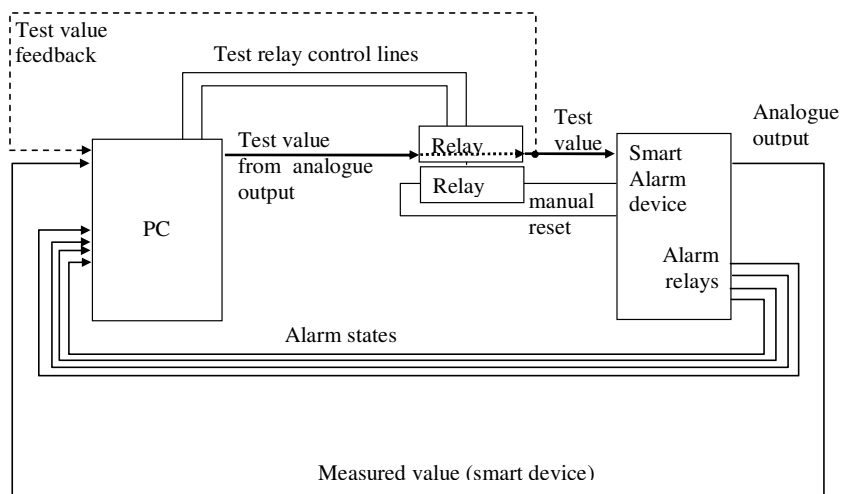 Test value
feedback
Test relay control lines
Test value
from analogue
output
Relay
Relay
Test
value
Analogue
output
Smart
Alarm
device
manual
reset
PC
Alarm
relays
Alarm states
Measured value (smart device)